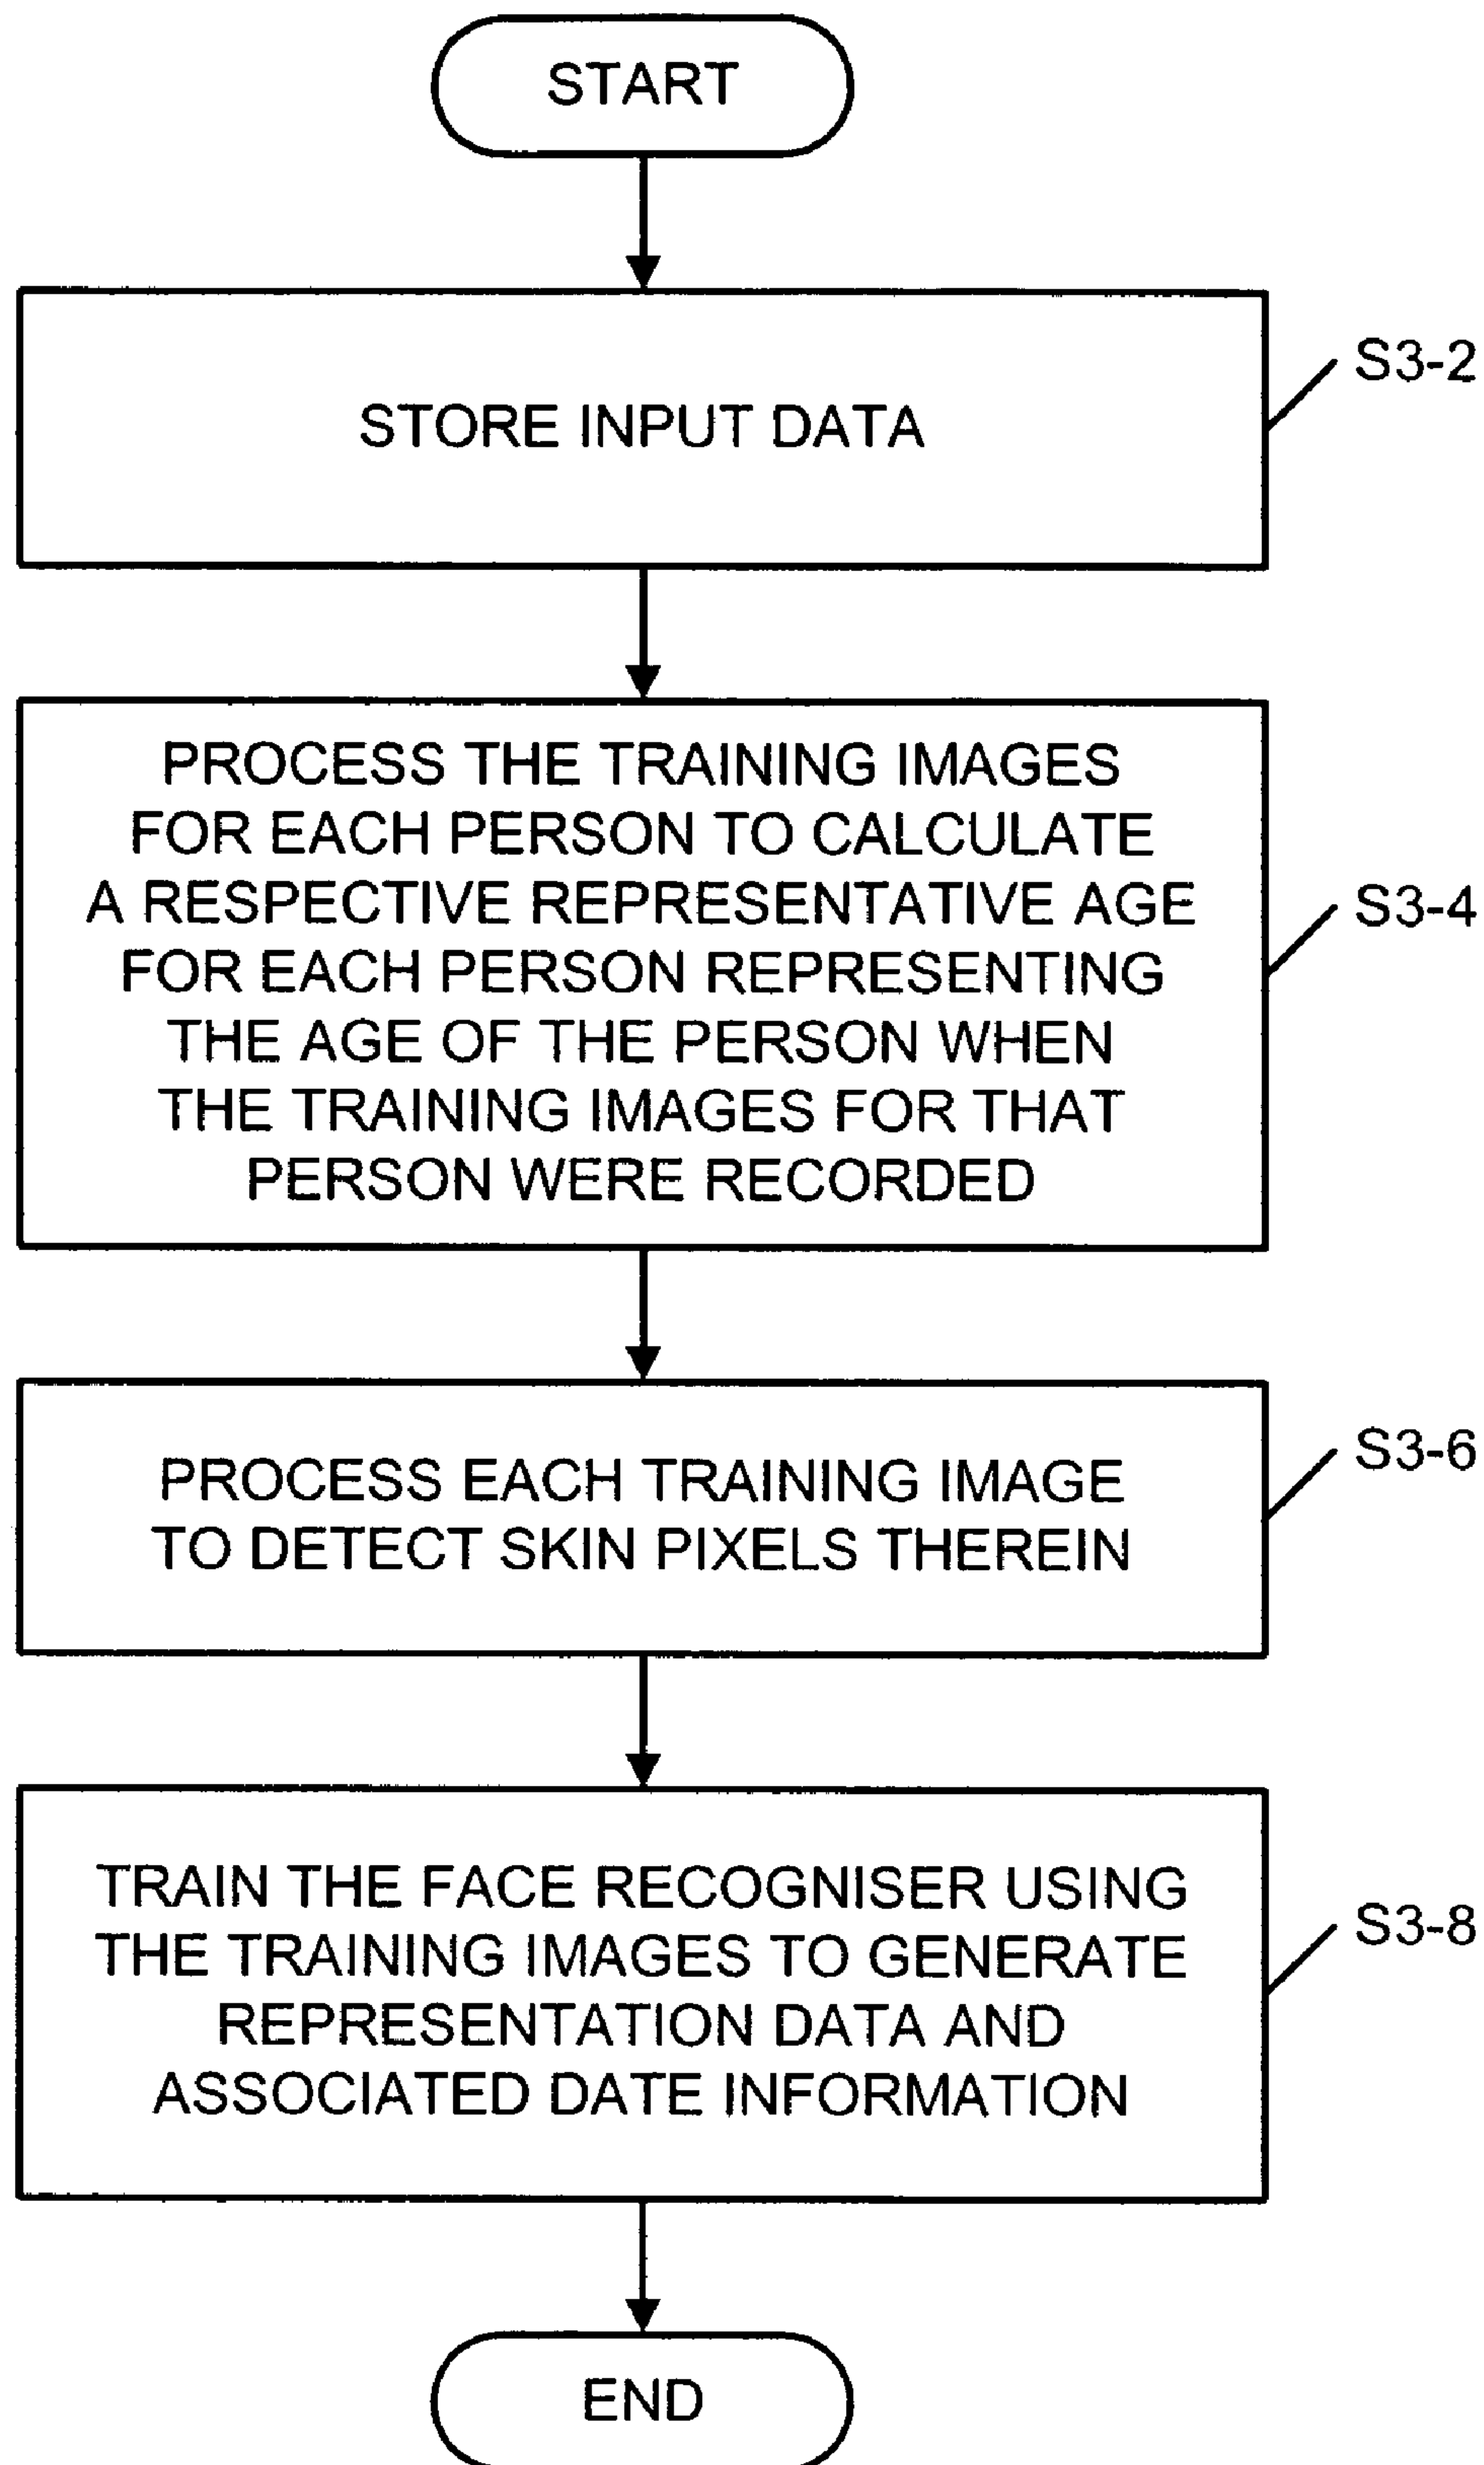 START
STORE INPUT DATA
S3-2
PROCESS THE TRAINING IMAGES
FOR EACH PERSON TO CALCULATE
A RESPECTIVE REPRESENTATIVE AGE
FOR EACH PERSON REPRESENTING
THE AGE OF THE PERSON WHEN
THE TRAINING IMAGES FOR THAT
PERSON WERE RECORDED
S3-4
PROCESS EACH TRAINING IMAGE
TO DETECT SKIN PIXELS THEREIN
S3-6
TRAIN THE FACE RECOGNISER USING
THE TRAINING IMAGES TO GENERATE
REPRESENTATION DATA AND
ASSOCIATED DATE INFORMATION
S3-8
END